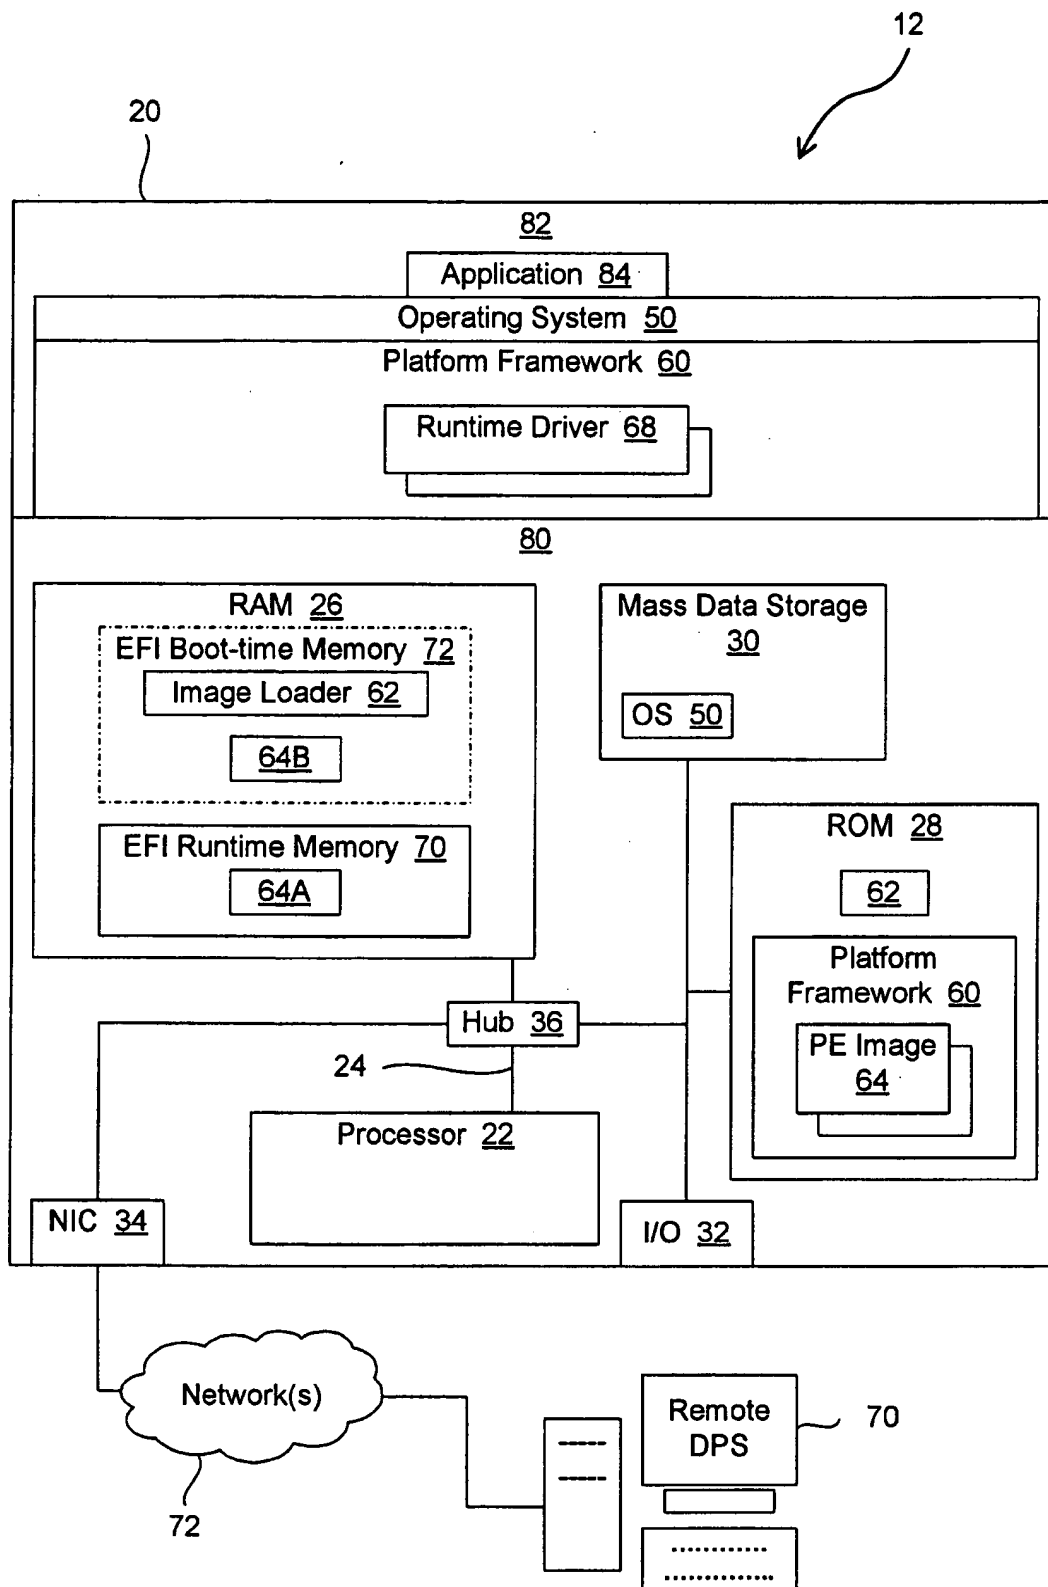 12
20
82
Application 84
Operating System 50
Platform Framework 60
Runtime Driver 68
80
RAM 26
EFI Boot-time Memory 72
Image Loader 62
64B
EFI Runtime Memory 70
64A
Mass Data Storage
30
OS 50
ROM 28
62
Platform
Framework 60
PE Image
64
Hub 36
24
Processor 22
NIC 34
I/O 32
Network(s)
72
Remote
DPS
70